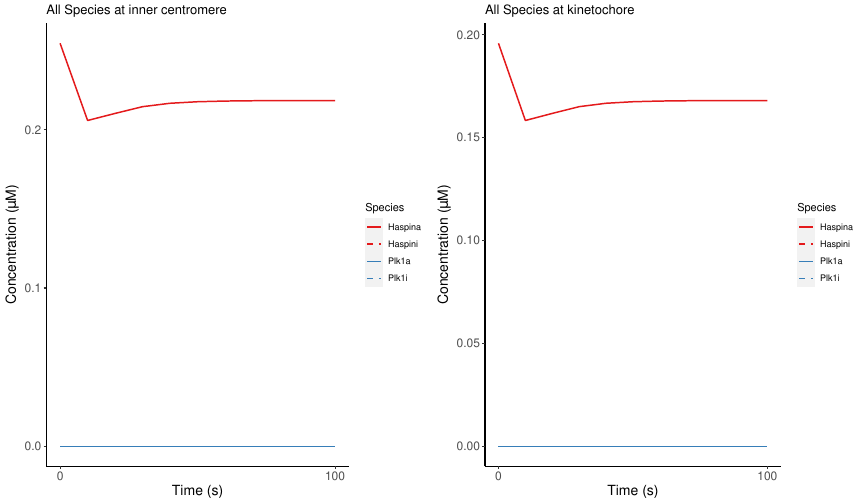 All Species at inner centromere
Concentration (µM)
0.2
0.1
0.0
0
100
Time (s)
Species
Haspina
Haspini
Plk1a
Plk1i
All Species at kinetochore
Concentration (µM)
0.20
0.15
0.10
0.05
0.00
0
100
Time (s)
Species
Haspina
Haspini
Plk1a
Plk1i